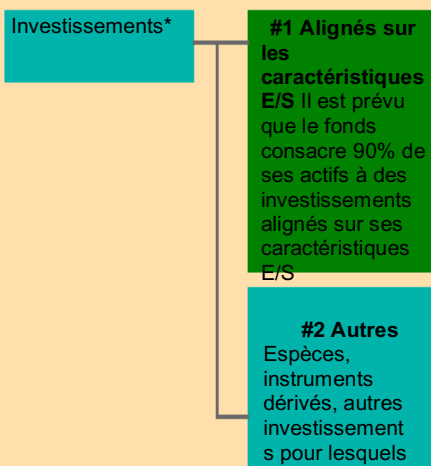 Investissements*
#1 Alignés sur
les
caractéristiques
E/S Il est prévu
que le fonds
consacre 90% de
ses actifs à des
investissements
alignés sur ses
caractéristiques
E/S
#2 Autres
Espèces,
instruments
dérivés, autres
investissement
s pour lesquels